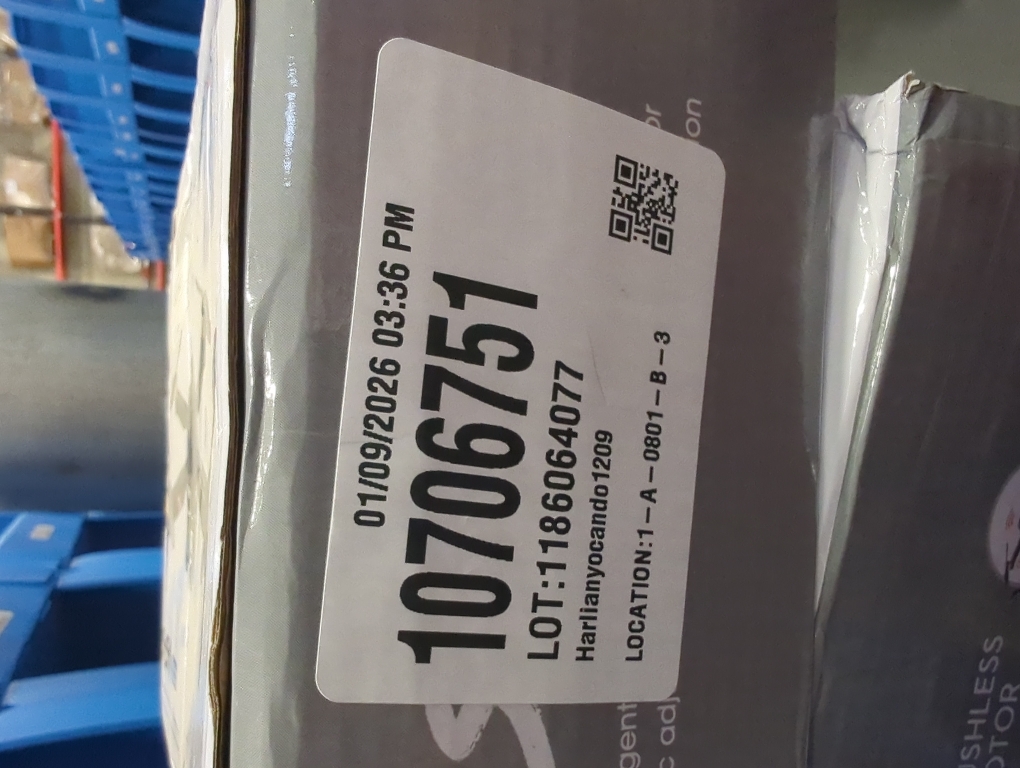 01/09/2026 03:36 PM
10706751
LOT:1186064077
Harlianyocando1209
LOCATION:1-A-0801-B-3